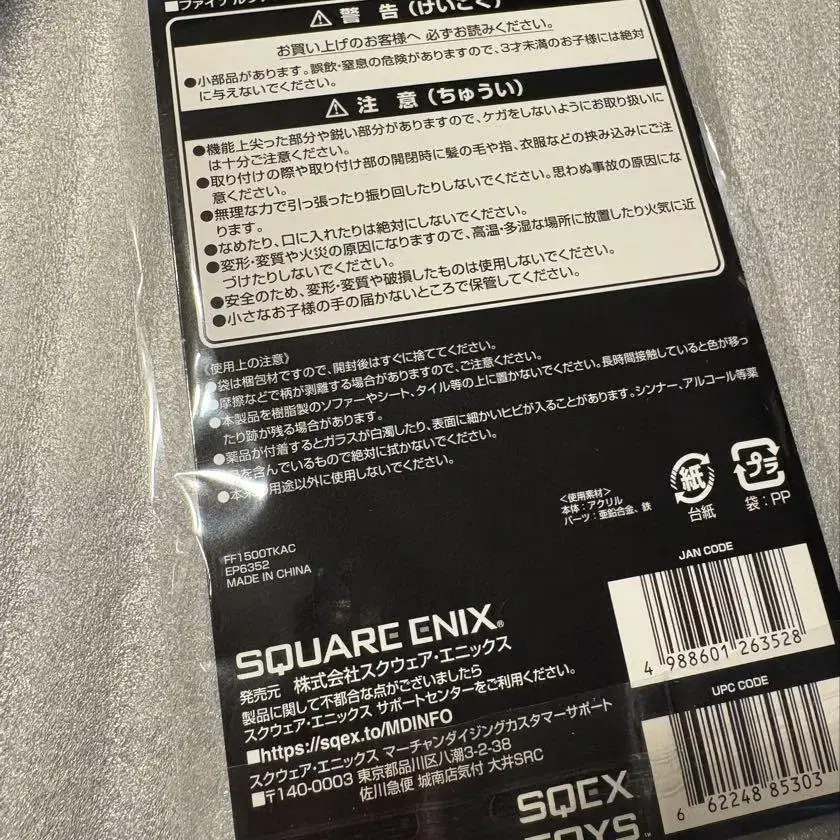 ■ファイナルファ
⚠警 告(けいこく)
お買い上げのお客様へ 必ずお読みください。
●小部品があります。誤飲・窒息の危険がありますので、3才未満のお子様には絶対
に与えないでください。
⚠注 意(ちゅうい)
●機能上尖った部分や鋭い部分がありますので、ケガをしないようにお取り扱いに
は十分ご注意ください。
●取り付けの際や取り付け部の開閉時に髪の毛や指、衣服などの挟み込みにご注
意ください。
●無理な力で引っ張ったり振り回したりしないでください。思わぬ事故の原因にな
ります。
●なめたり、口に入れたりは絶対にしないでください。
●変形・変質や火災の原因になりますので、高温・多湿な場所に放置したり火気に近
づけたりしないでください。
●安全のため、変形・変質や破損したものは使用しないでください。
●小さなお子様の手の届かないところで保管してください。
《使用上の注意》
●袋は梱包材ですので、開封後はすぐに捨ててください。
●摩擦などで柄が剥離する場合がありますので、ご注意ください。
●本製品を樹脂製のソファーやシート、タイル等の上に置かないでください。長時間接触していると色が移っ
たり跡が残る場合があります。
●薬品が付着するとガラスが白濁したり、表面に細かいヒビが入ることがあります。シンナー、アルコール等薬
を含んでいるもので絶対に拭かないでください。
●本来の用途以外に使用しないでください。
<使用素材>
本体:アクリル
パーツ:亜鉛合金、鉄
紙
台紙
プラ
袋:PP
FF1500TKAC
EP6352
MADE IN CHINA
JAN CODE
4 988601 263528
SQUARE ENIX®
発売元 株式会社スクウェア・エニックス
製品に関して不都合な点がございましたら
スクウェア・エニックス サポートセンターをご利用ください。
■https://sqex.to/MDINFO
スクウェア・エニックス マーチャンダイジングカスタマーサポート
■〒140-0003 東京都品川区八潮3-2-38
佐川急便 城南店気付 大井SRC
UPC CODE
6 62248 85303
SQEX
TOYS